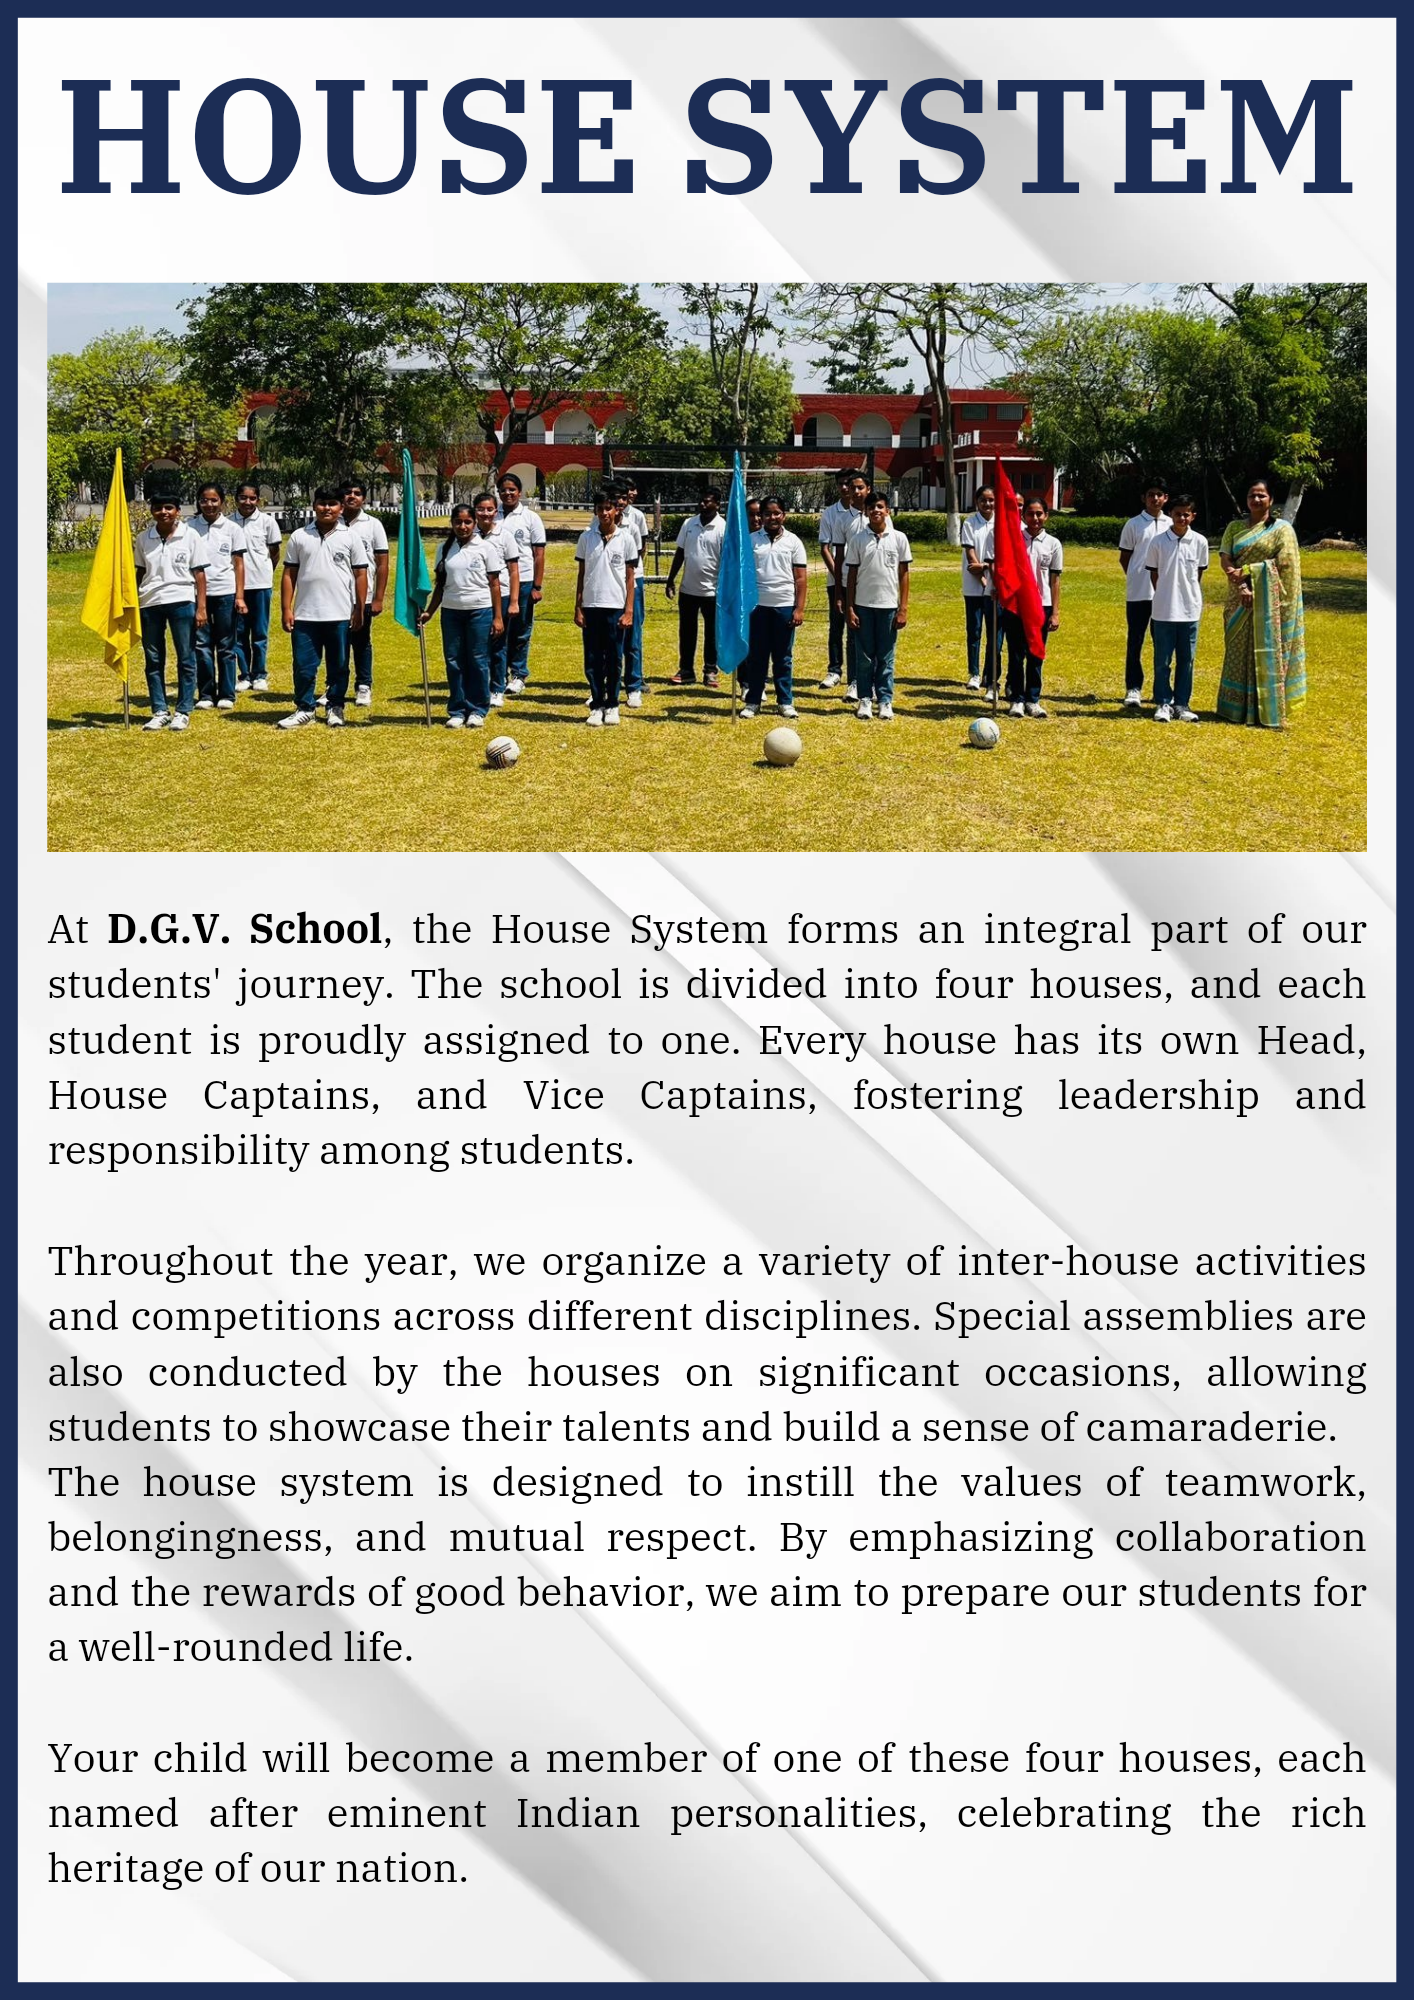 HOUSE SYSTEM
At D.G.V. School, the House System forms an integral part of our
students' journey. The school is divided into four houses, and each
student is proudly assigned to one. Every house has its own Head,
House Captains, and Vice Captains, fostering leadership and
responsibility among students.
Throughout the year, we organize a variety of inter-house activities
and competitions across different disciplines. Special assemblies are
also conducted by the houses on significant occasions, allowing
students to showcase their talents and build a sense of camaraderie.
The house system is designed to instill the values of teamwork,
belongingness, and mutual respect. By emphasizing collaboration
and the rewards of good behavior, we aim to prepare our students for
a well-rounded life.
Your child will become a member of one of these four houses, each
named after eminent Indian personalities, celebrating the rich
heritage of our nation.